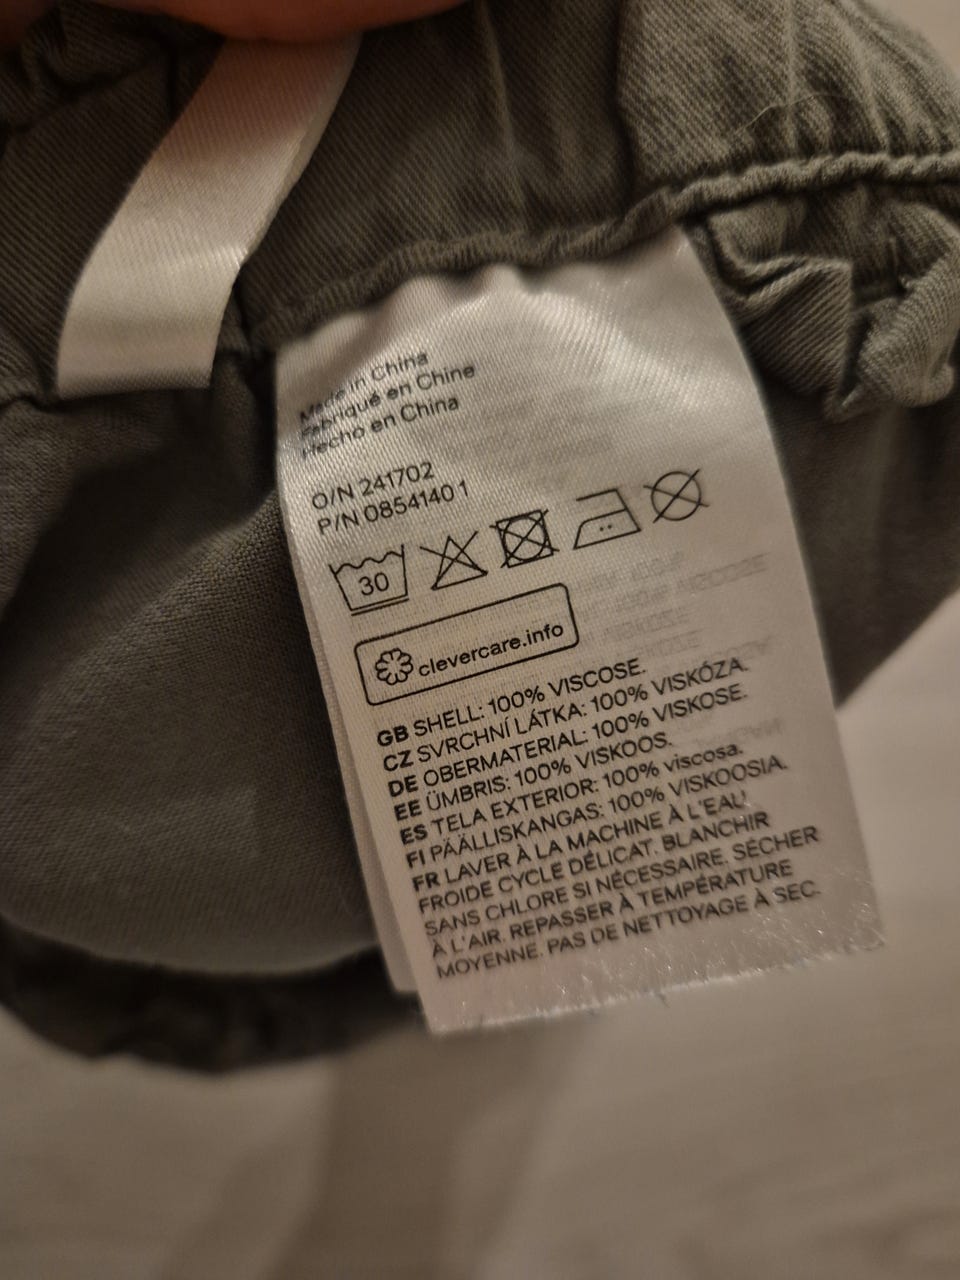 Made in China
Fabriqué en Chine
Hecho en China
O/N 241702
P/N 0854140 1
30
clevercare.info
GB SHELL: 100% VISCOSE.
CZ SVRCHNÍ LÁTKA: 100% VISKÓZA.
DE OBERMATERIAL: 100% VISKOSE.
EE ÜMBRIS: 100% VISKOOS.
ES TELA EXTERIOR: 100% viscosa.
FI PÄÄLLISKANGAS: 100% VISKOOSIA.
FR LAVER À LA MACHINE À L'EAU
FROIDE CYCLE DÉLICAT. BLANCHIR
SANS CHLORE SI NÉCESSAIRE. SÉCHER
À L'AIR. REPASSER À TEMPÉRATURE
MOYENNE. PAS DE NETTOYAGE À SEC.